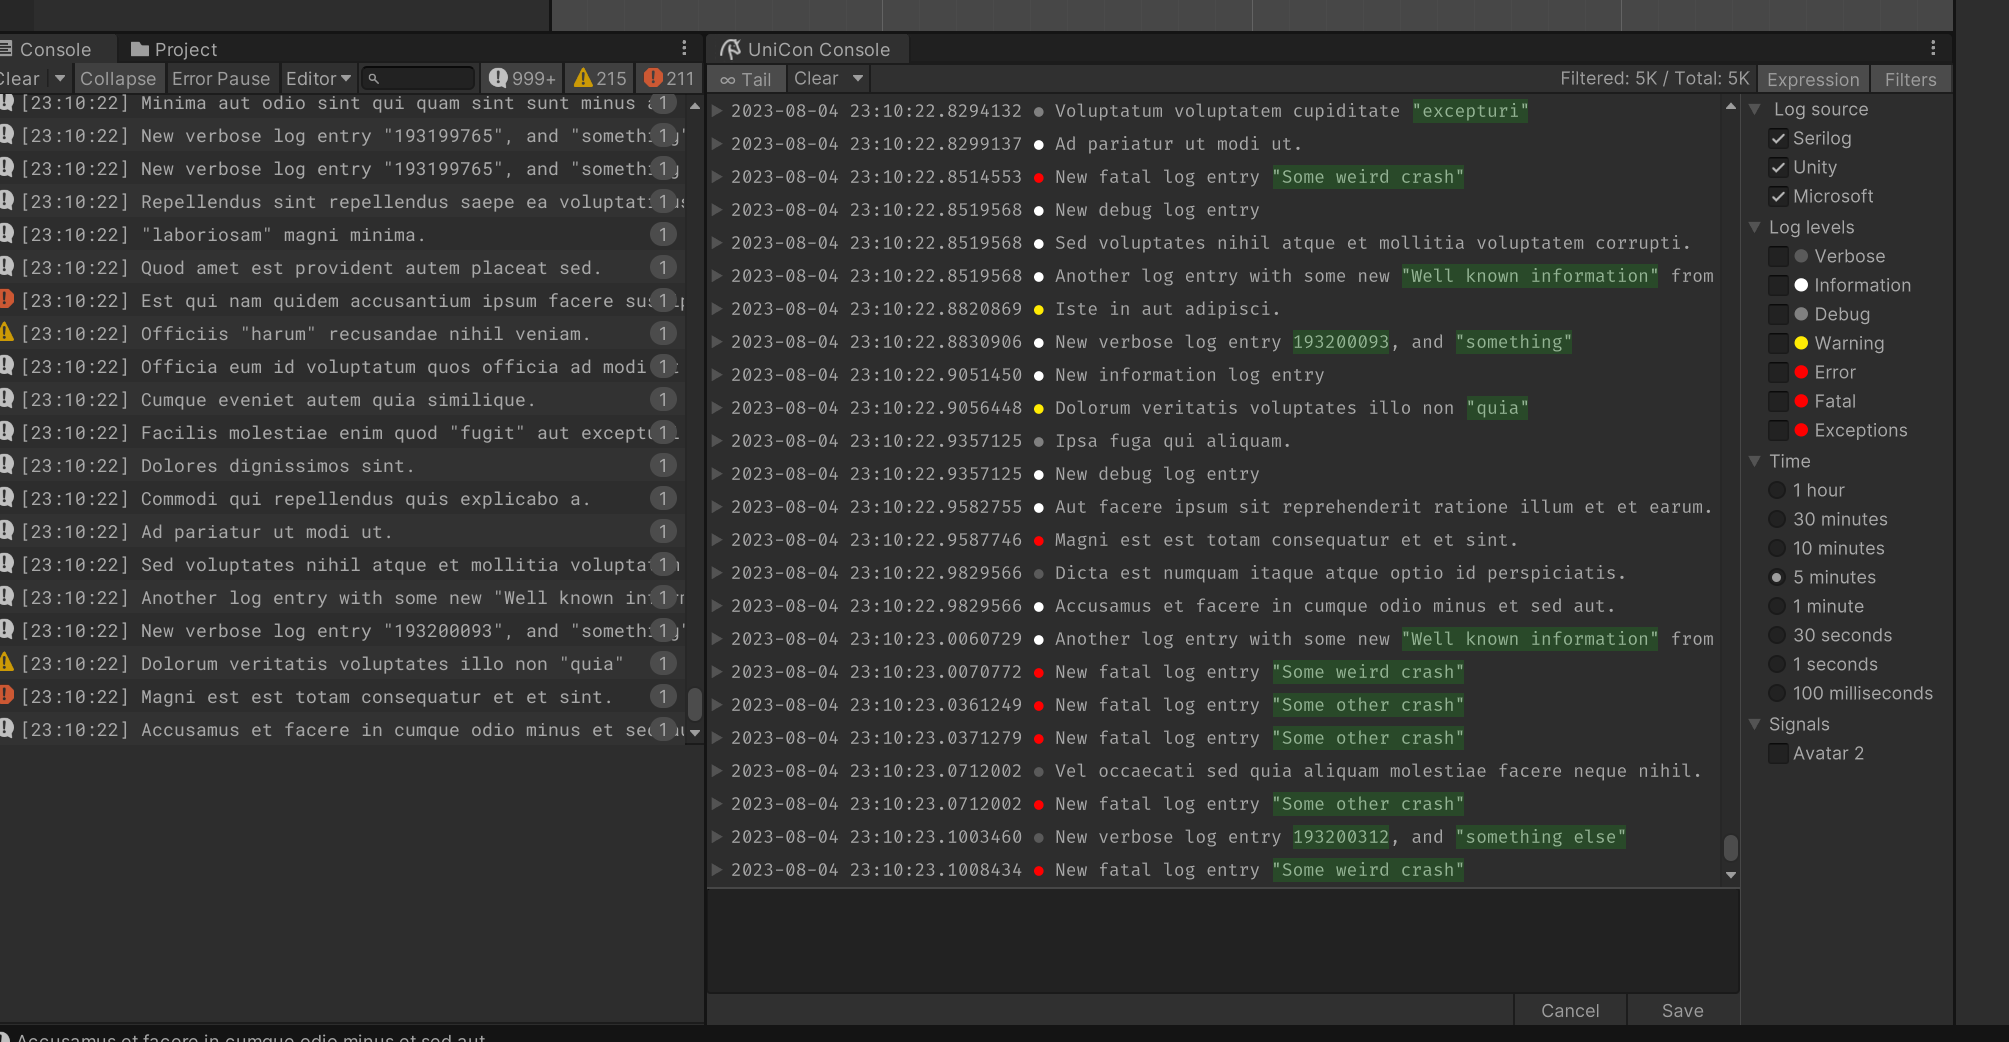 Console Project
Clear Collapse Error Pause Editor 999+ 215 211
[23:10:22] Minima aut odio sint qui quam sint sunt minus 1
[23:10:22] New verbose log entry "193199765", and "something" 1
[23:10:22] New verbose log entry "193199765", and "something 1
[23:10:22] Repellendus sint repellendus saepe ea 1
[23:10:22] "laboriosam" magni minima. 1
[23:10:22] Quod amet est provident autem placeat sed. 1
[23:10:22] Est qui nam quidem accusantium ipsum facere 1
[23:10:22] Officiis "harum" recusandae nihil veniam. 1
[23:10:22] Officia eum id voluptatum quos officia ad modi 1
[23:10:22] Cumque eveniet autem quia similique. 1
[23:10:22] Facilis molestiae enim quod "fugit" aut 1
[23:10:22] Dolores dignissimos sint. 1
[23:10:22] Commodi qui repellendus quis explicabo a. 1
[23:10:22] Ad pariatur ut modi ut. 1
[23:10:22] Sed voluptates nihil atque et mollitia 1
[23:10:22] Another log entry with some new "Well known 1
[23:10:22] New verbose log entry "193200093", and "something" 1
[23:10:22] Dolorum veritatis voluptates illo non "quia" 1
[23:10:22] Magni est est totam consequatur et et sint. 1
[23:10:22] Accusamus et facere in cumque odio minus et sed 1
Accusamus et facere in cumque odio minus et sed aut.
UniCon Console
∞ Tail Clear Filtered: 5K / Total: 5K Expression Filters
2023-08-04 23:10:22.8294132 Voluptatum voluptatem cupiditate "excepturi"
2023-08-04 23:10:22.8299137 Ad pariatur ut modi ut.
2023-08-04 23:10:22.8514553 New fatal log entry "Some weird crash"
2023-08-04 23:10:22.8519568 New debug log entry
2023-08-04 23:10:22.8519568 Sed voluptates nihil atque et mollitia voluptatem corrupti.
2023-08-04 23:10:22.8519568 Another log entry with some new "Well known information" from
2023-08-04 23:10:22.8820869 Iste in aut adipisci.
2023-08-04 23:10:22.8830906 New verbose log entry 193200093, and "something"
2023-08-04 23:10:22.9051450 New information log entry
2023-08-04 23:10:22.9056448 Dolorum veritatis voluptates illo non "quia"
2023-08-04 23:10:22.9357125 Ipsa fuga qui aliquam.
2023-08-04 23:10:22.9357125 New debug log entry
2023-08-04 23:10:22.9582755 Aut facere ipsum sit reprehenderit ratione illum et et earum.
2023-08-04 23:10:22.9587746 Magni est est totam consequatur et et sint.
2023-08-04 23:10:22.9829566 Dicta est numquam itaque atque optio id perspiciatis.
2023-08-04 23:10:22.9829566 Accusamus et facere in cumque odio minus et sed aut.
2023-08-04 23:10:23.0060729 Another log entry with some new "Well known information" from
2023-08-04 23:10:23.0070772 New fatal log entry "Some weird crash"
2023-08-04 23:10:23.0361249 New fatal log entry "Some other crash"
2023-08-04 23:10:23.0371279 New fatal log entry "Some other crash"
2023-08-04 23:10:23.0712002 Vel occaecati sed quia aliquam molestiae facere neque nihil.
2023-08-04 23:10:23.0712002 New fatal log entry "Some other crash"
2023-08-04 23:10:23.1003460 New verbose log entry 193200312, and "something else"
2023-08-04 23:10:23.1008434 New fatal log entry "Some weird crash"
Cancel Save
Log source
Serilog
Unity
Microsoft
Log levels
Verbose
Information
Debug
Warning
Error
Fatal
Exceptions
Time
1 hour
30 minutes
10 minutes
5 minutes
1 minute
30 seconds
1 seconds
100 milliseconds
Signals
Avatar 2